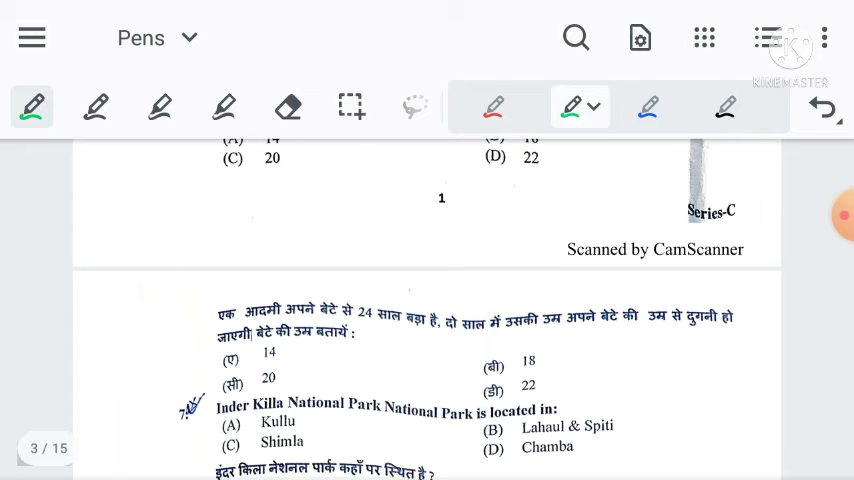 Pens
KINEMASTER
(A) 14
(C) 20
(D) 22
1
Series-C
Scanned by CamScanner
एक आदमी अपने बेटे से 24 साल बड़ा है, दो साल में उसकी उम्र अपने बेटे की उम्र से दुगनी हो
जाएगी बेटे की उम्र बतायें :
(ए) 14
(बी) 18
(सी) 20
(डी) 22
7. Inder Killa National Park National Park is located in:
(A) Kullu
(B) Lahaul & Spiti
(C) Shimla
(D) Chamba
3 / 15
इंदर किला नेशनल पार्क कहाँ पर स्थित है ?